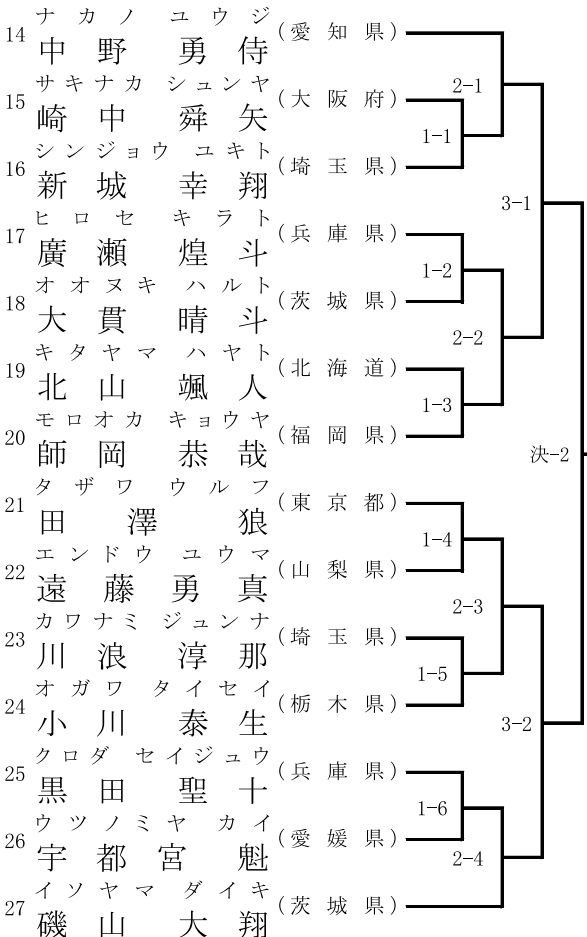 14 ナカノ ユウジ
中野 勇侍 (愛知県)
15 サキナカ シュンヤ
崎中 舜矢 (大阪府)
16 シンジョウ ユキト
新城 幸翔 (埼玉県)
17 ヒロセ キラト
廣瀬 煌斗 (兵庫県)
18 オオヌキ ハルト
大貫 晴斗 (茨城県)
19 キタヤマ ハヤト
北山 颯人 (北海道)
20 モロオカ キョウヤ
師岡 恭哉 (福岡県)
21 タザワ ウルフ
田澤 狼 (東京都)
22 エンドウ ユウマ
遠藤 勇真 (山梨県)
23 カワナミ ジュンナ
川浪 淳那 (埼玉県)
24 オガワ タイセイ
小川 泰生 (栃木県)
25 クロダ セイジュウ
黒田 聖十 (兵庫県)
26 ウツノミヤ カイ
宇都宮 魁 (愛媛県)
27 イソヤマ ダイキ
磯山 大翔 (茨城県)
2-1
1-1
3-1
1-2
2-2
1-3
決-2
1-4
2-3
1-5
3-2
1-6
2-4